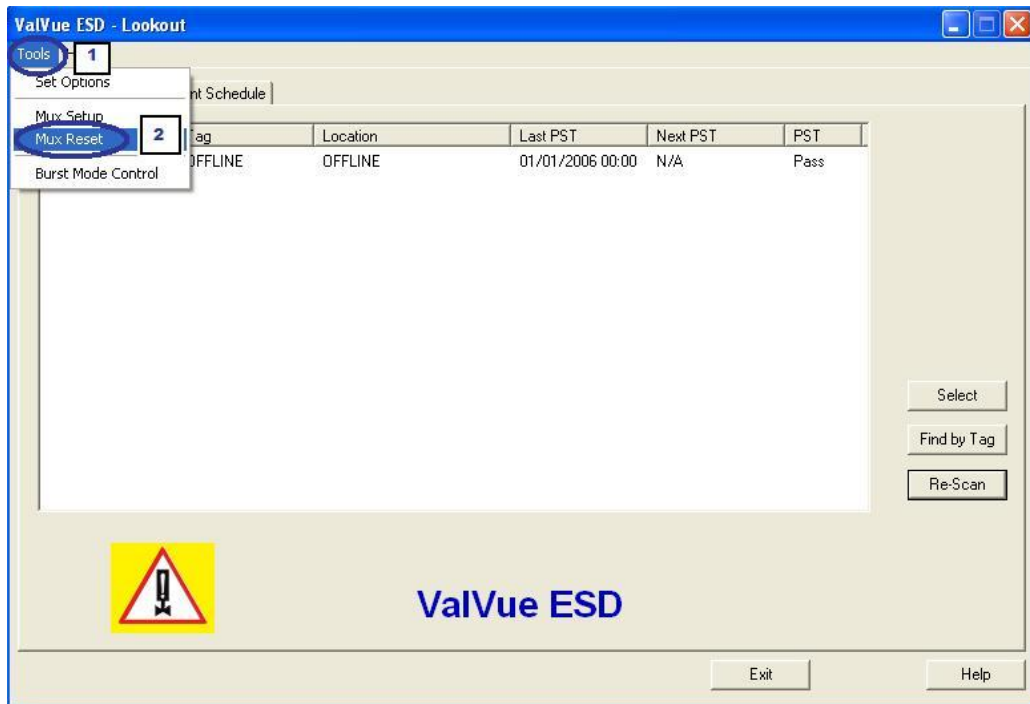 ValVue ESD - Lookout
Tools 1
Set Options
nt Schedule
Mux Setup
Mux Reset 2
Burst Mode Control
ag Location Last PST Next PST PST
OFFLINE OFFLINE 01/01/2006 00:00 N/A Pass
Select
Find by Tag
Re-Scan
ValVue ESD
Exit Help